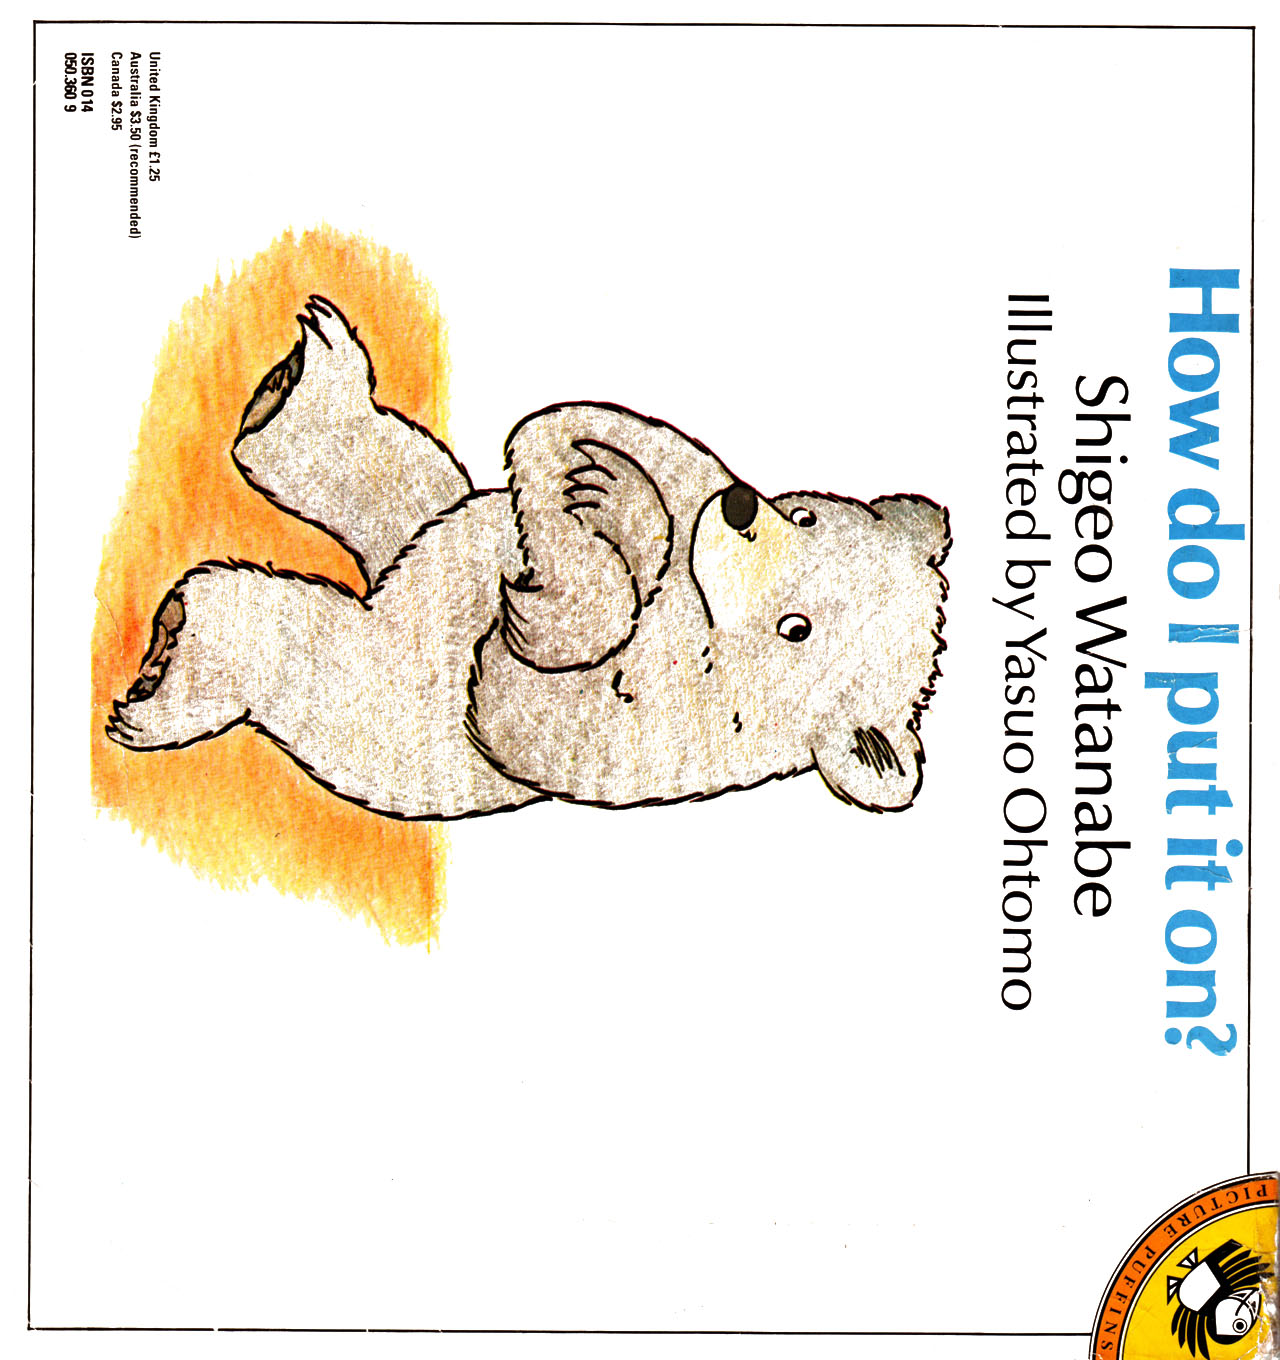 How do I put it on?
Shigeo Watanabe
Illustrated by Yasuo Ohtomo
PICTURE PUFFINS
United Kingdom £1.25
Australia $3.50 (recommended)
Canada $2.95
ISBN 014
050.360 9